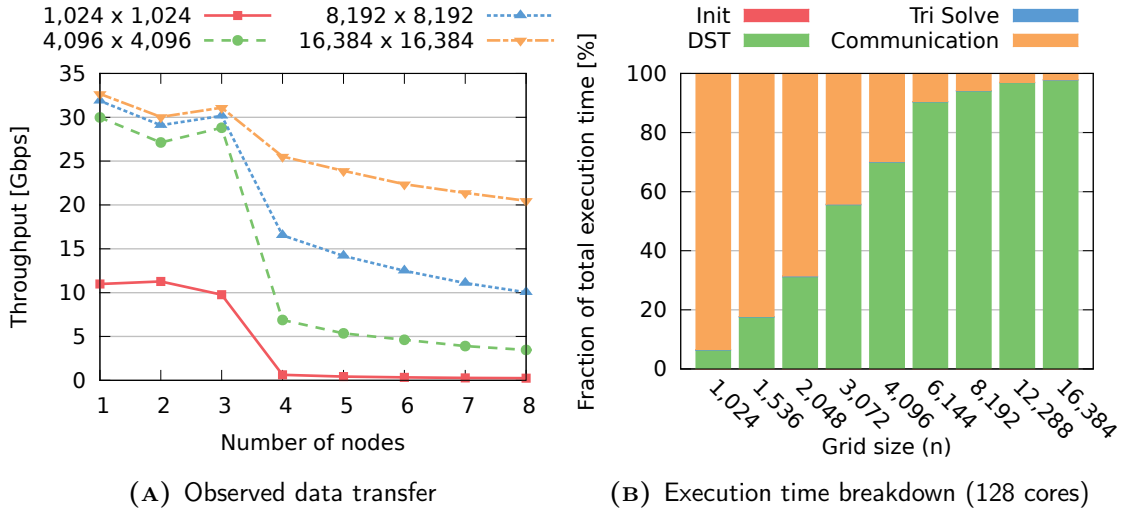 1,024 x 1,024
4,096 x 4,096
8,192 x 8,192
16,384 x 16,384
Throughput [Gbps]
35
30
25
20
15
10
5
0
1 2 3 4 5 6 7 8
Number of nodes
(A) Observed data transfer
Init
DST
Tri Solve
Communication
Fraction of total execution time [%]
100
80
60
40
20
0
1,024 1,536 2,048 3,072 4,096 6,144 8,192 12,288 16,384
Grid size (n)
(B) Execution time breakdown (128 cores)